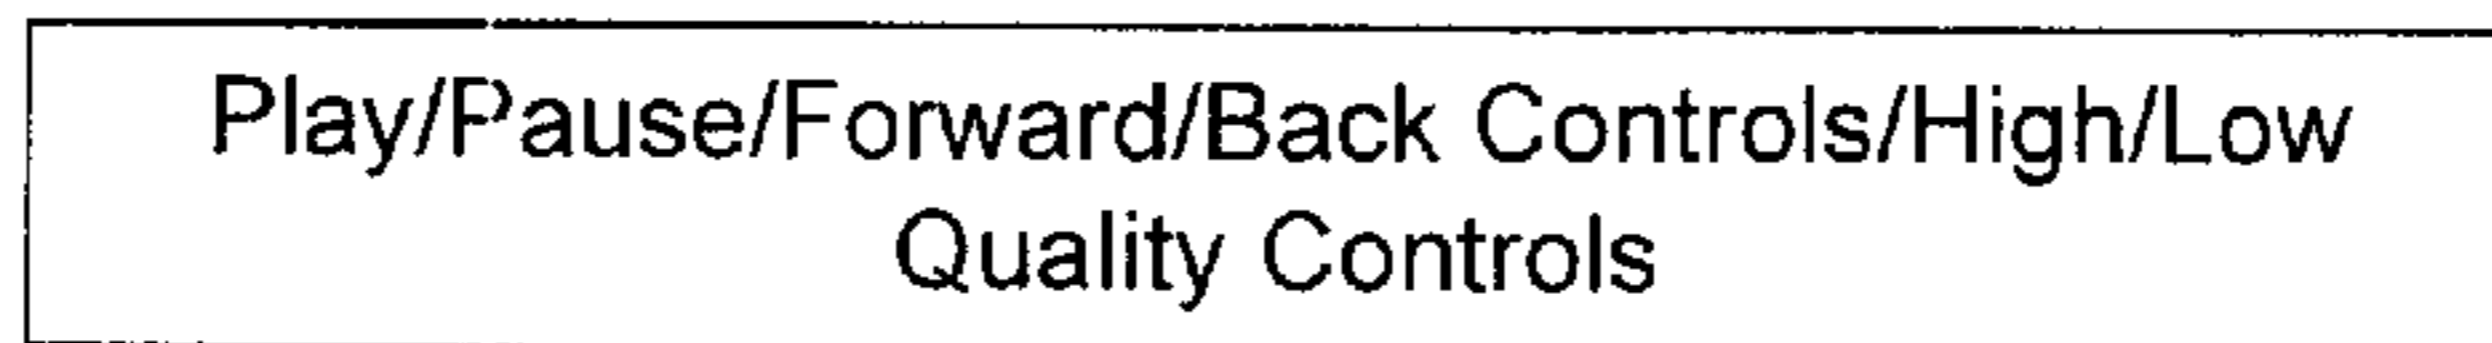 Play/Pause/Forward/Back Controls/High/Low
Quality Controls